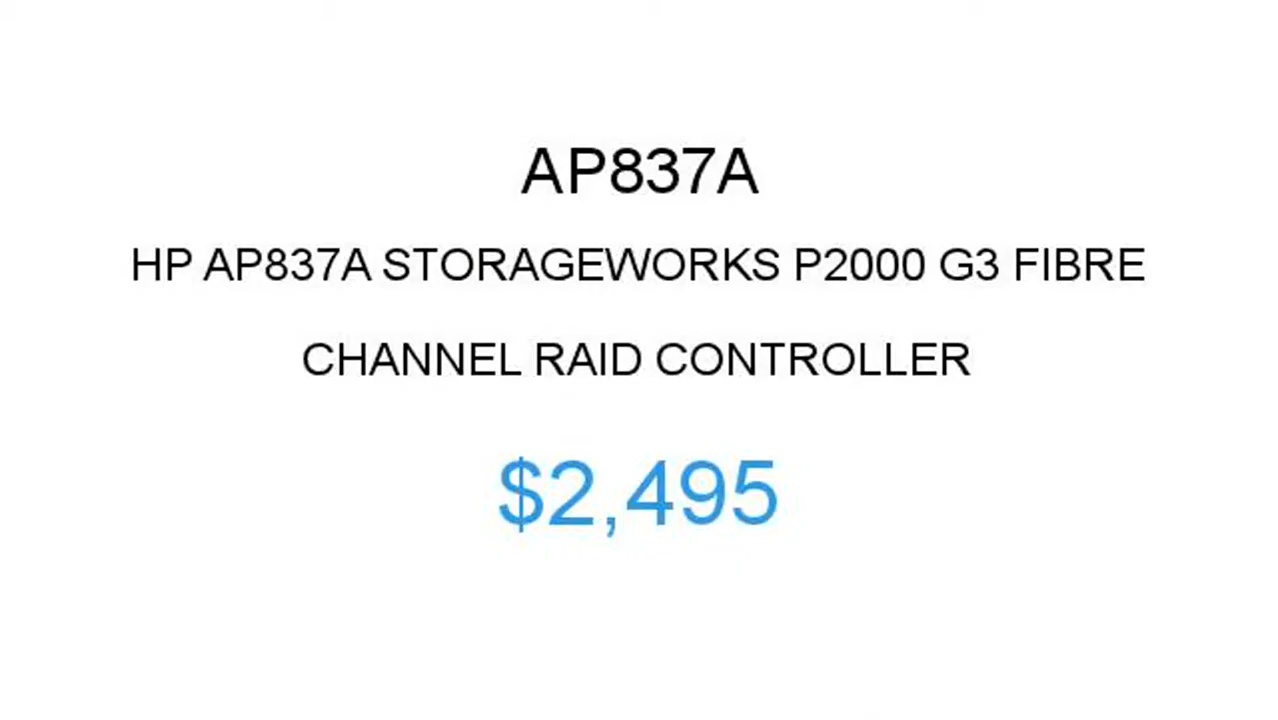 AP837A
HP AP837A STORAGEWORKS P2000 G3 FIBRE
CHANNEL RAID CONTROLLER
$2,495